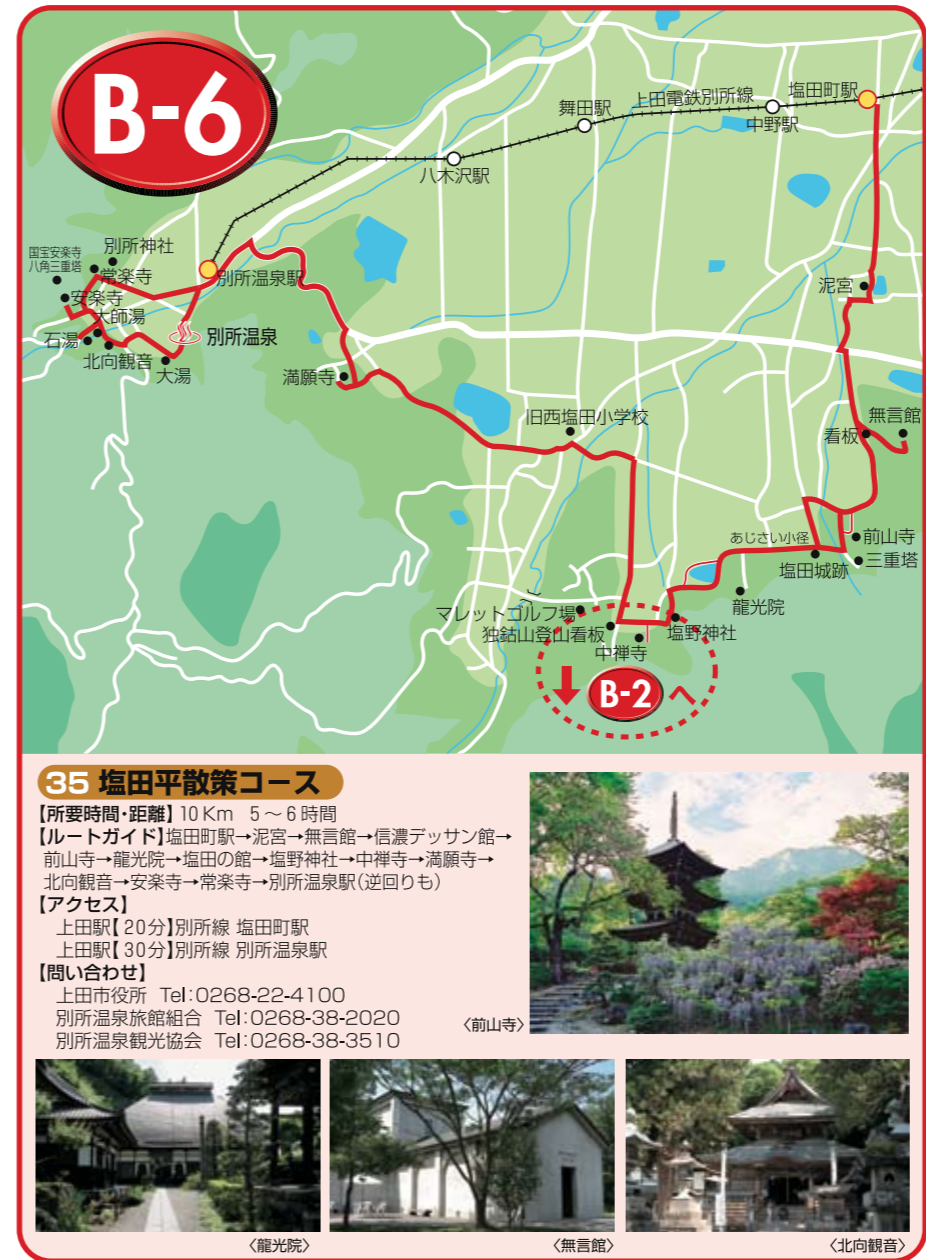 B-6
塩田町駅
上田電鉄別所線
舞田駅
中野駅
八木沢駅
国宝安楽寺
八角三重塔
別所神社
常楽寺
別所温泉駅
安楽寺
大師湯
石湯
北向観音
大湯
別所温泉
泥宮
満願寺
旧西塩田小学校
無言館
看板
あじさい小径
前山寺
塩田城跡
三重塔
龍光院
マレットゴルフ場
独鈷山登山看板
塩野神社
中禅寺
B-2
へ
35 塩田平散策コース
【所要時間・距離】10Km 5～6時間
【ルートガイド】塩田町駅→泥宮→無言館→信濃デッサン館→
前山寺→龍光院→塩田の館→塩野神社→中禅寺→満願寺→
北向観音→安楽寺→常楽寺→別所温泉駅(逆回りも)
【アクセス】
上田駅【20分】別所線 塩田町駅
上田駅【30分】別所線 別所温泉駅
【問い合わせ】
上田市役所 Tel:0268-22-4100
別所温泉旅館組合 Tel:0268-38-2020
別所温泉観光協会 Tel:0268-38-3510
〈前山寺〉
〈龍光院〉
〈無言館〉
〈北向観音〉